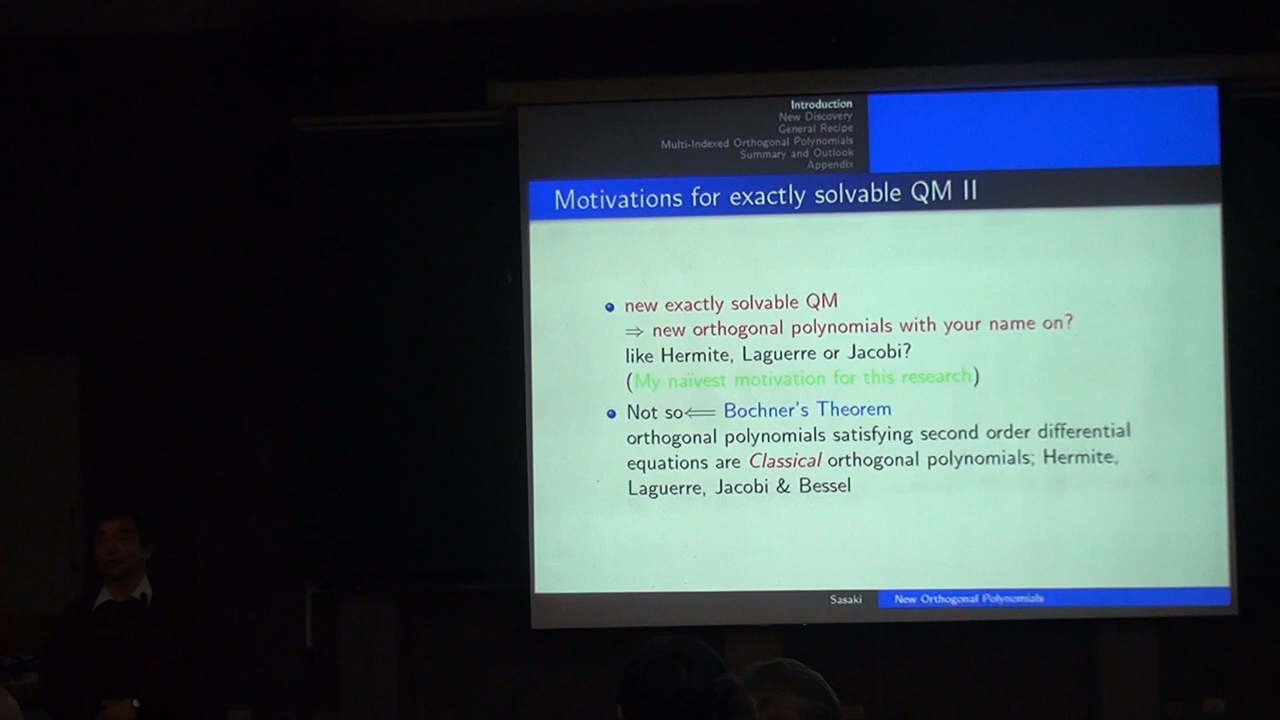 Introduction
New Discovery
General Recipe
Multi-Indexed Orthogonal Polynomials
Summary and Outlook
Appendix
Motivations for exactly solvable QM II
new exactly solvable QM
⇒ new orthogonal polynomials with your name on?
like Hermite, Laguerre or Jacobi?
(My naïvest motivation for this research)
Not so⟸ Bochner's Theorem
orthogonal polynomials satisfying second order differential
equations are Classical orthogonal polynomials; Hermite,
Laguerre, Jacobi & Bessel
Sasaki New Orthogonal Polynomials